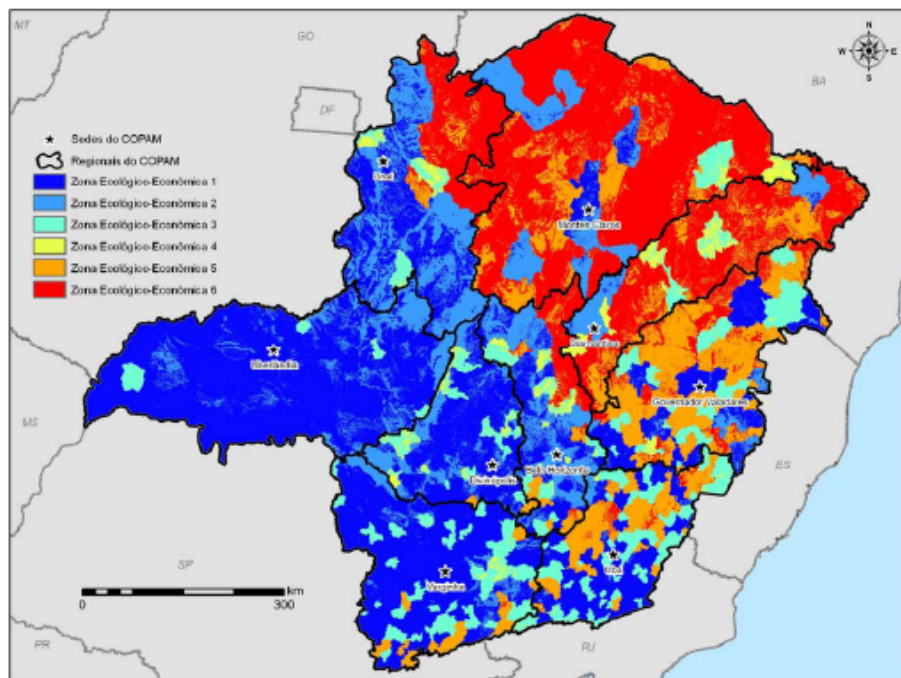 MT
GO
BA
N
W E
S
DF
Sedes do COPAM
Regionais do COPAM
Zona Ecológico-Econômica 1
Zona Ecológico-Econômica 2
Zona Ecológico-Econômica 3
Zona Ecológico-Econômica 4
Zona Ecológico-Econômica 5
Zona Ecológico-Econômica 6
Unaí
Montes Claros
Diamantina
Uberlândia
Governador Valadares
MS
Belo Horizonte
Divinópolis
ES
Ubá
SP
Varginha
0 300
km
PR
RJ